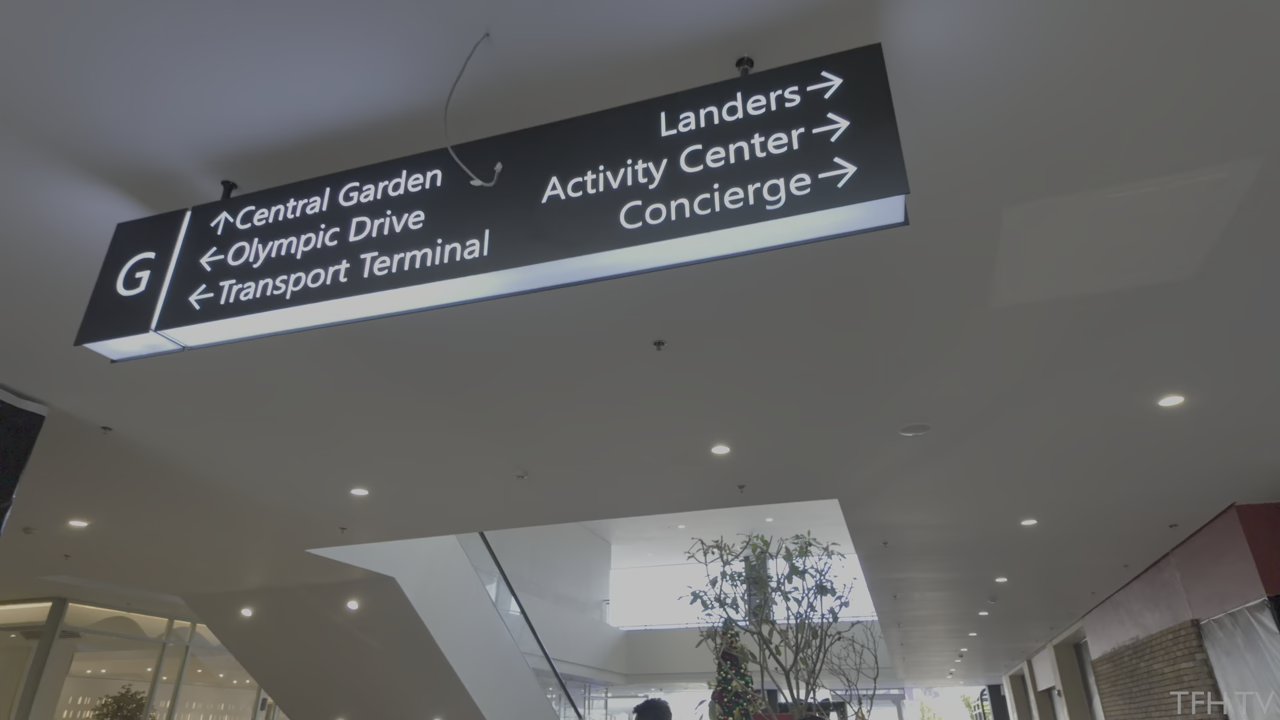 G
↑Central Garden
←Olympic Drive
←Transport Terminal
Landers→
Activity Center→
Concierge→
TFH TV